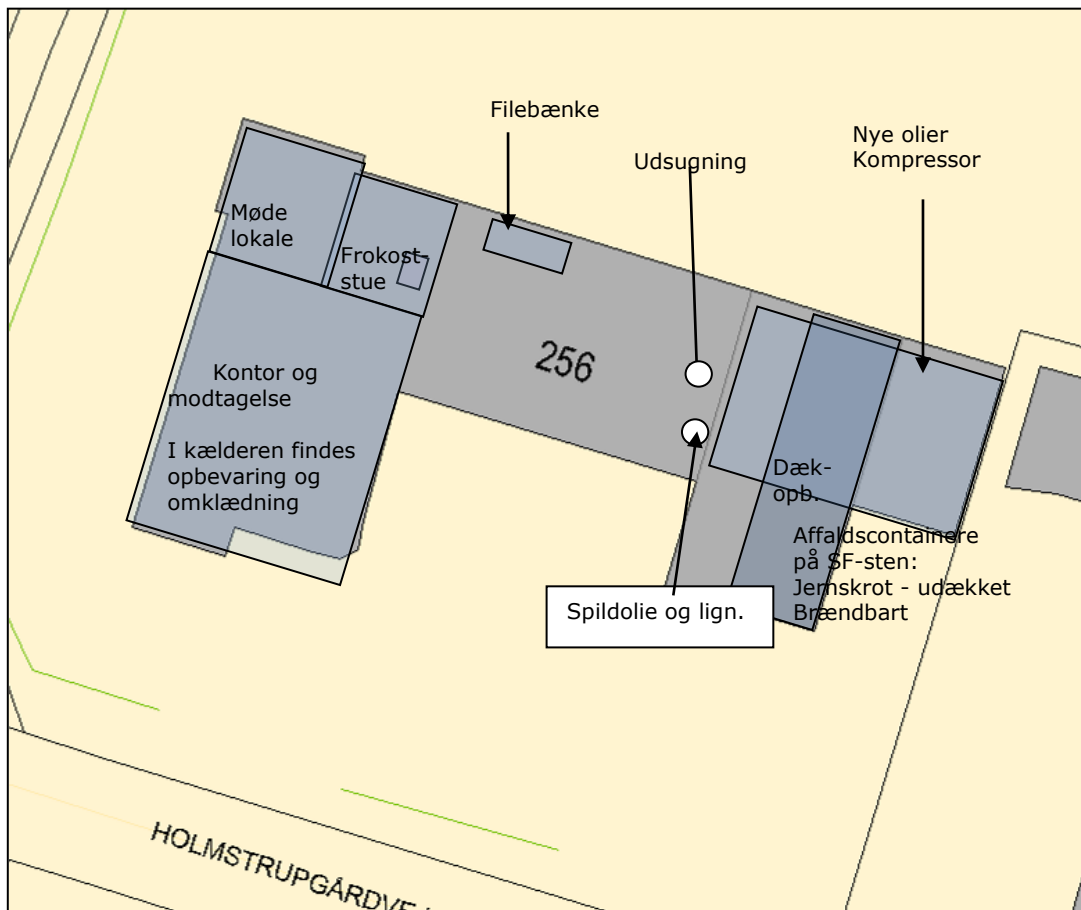 Filebænke
Udsugning
Nye olier
Kompressor
Møde
lokale
Frokost-
stue
256
Kontor og
modtagelse
I kælderen findes
opbevaring og
omklædning
Dæk-
opb.
Affaldscontainere
på SF-sten:
Jernskrot - udækket
Brændbart
Spildolie og lign.